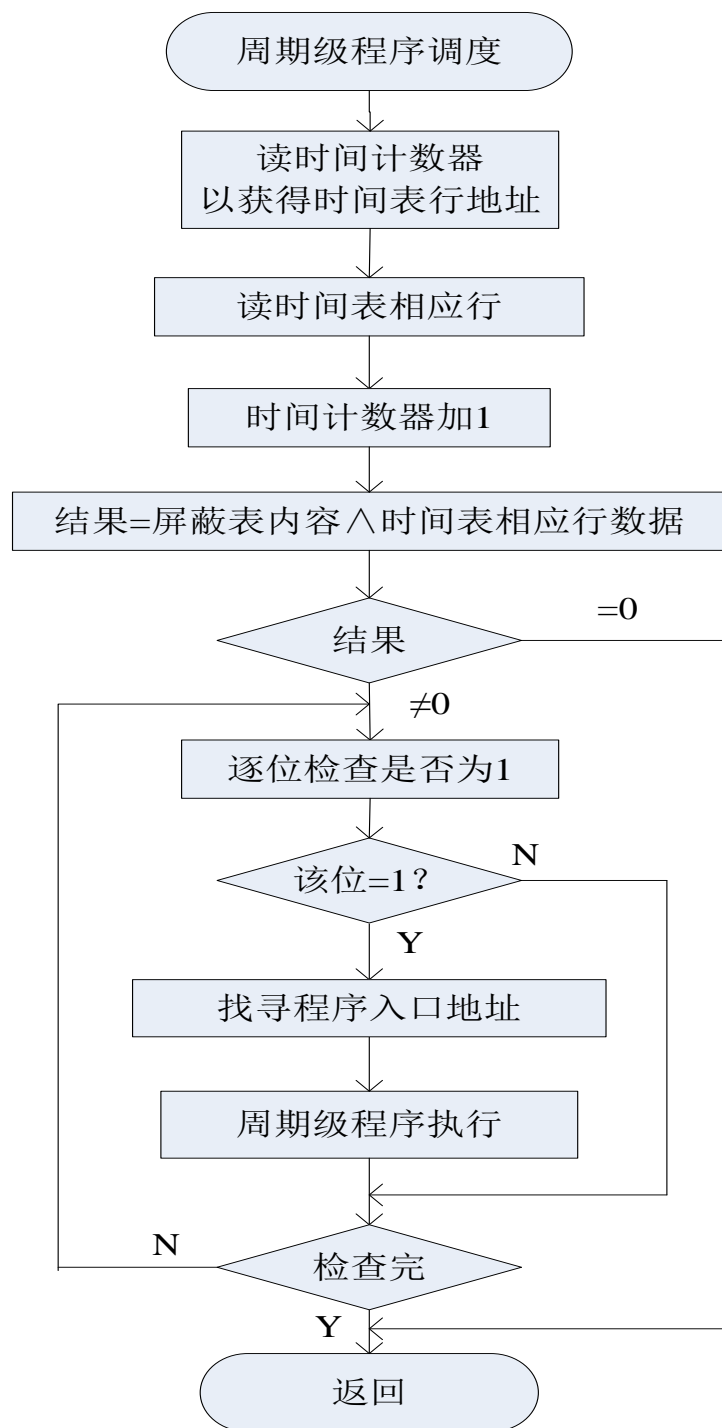 周期级程序调度
读时间计数器
以获得时间表行地址
读时间表相应行
时间计数器加1
结果=屏蔽表内容∧时间表相应行数据
结果
=0
≠0
逐位检查是否为1
该位=1?
N
Y
找寻程序入口地址
周期级程序执行
N
检查完
Y
返回